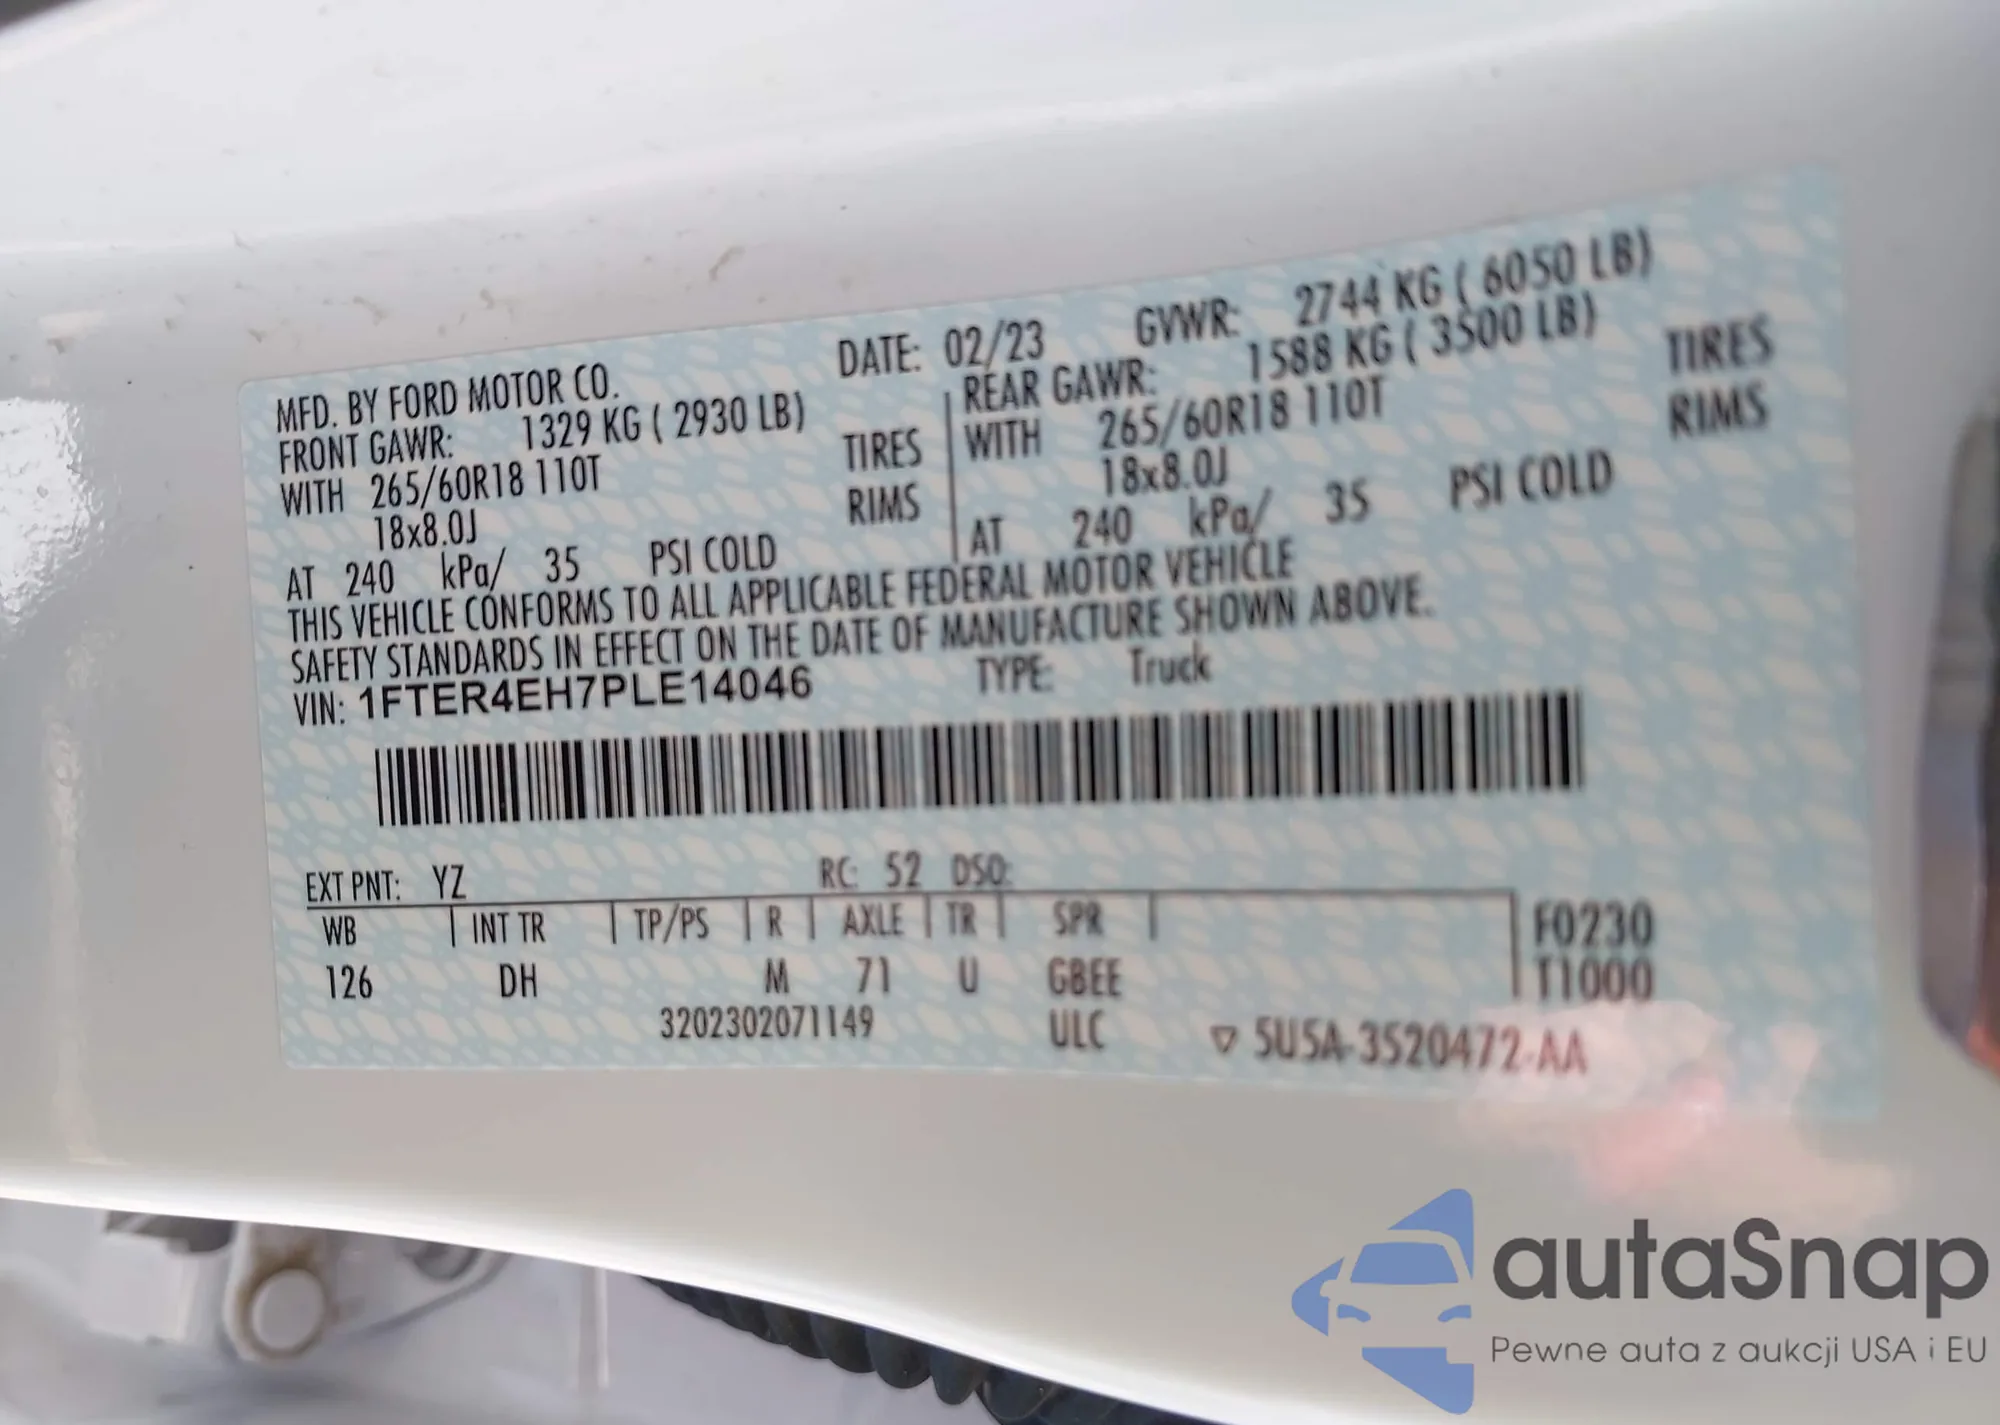 MFD. BY FORD MOTOR CO. DATE: 02/23 GVWR: 2744 KG ( 6050 LB)
FRONT GAWR: 1329 KG ( 2930 LB) REAR GAWR: 1588 KG ( 3500 LB)
WITH 265/60R18 110T TIRES WITH 265/60R18 110T TIRES
18x8.0J RIMS 18x8.0J RIMS
AT 240 kPa/ 35 PSI COLD AT 240 kPa/ 35 PSI COLD
THIS VEHICLE CONFORMS TO ALL APPLICABLE FEDERAL MOTOR VEHICLE
SAFETY STANDARDS IN EFFECT ON THE DATE OF MANUFACTURE SHOWN ABOVE.
VIN: 1FTER4EH7PLE14046 TYPE: Truck
EXT PNT: YZ RC: 52 DSO:
WB INT TR TP/PS R AXLE TR SPR F0230
126 DH M 71 U GBEE T1000
3202302071149 ULC ▽ 5U5A-3520472-AA
autaSnap
Pewne auta z aukcji USA i EU